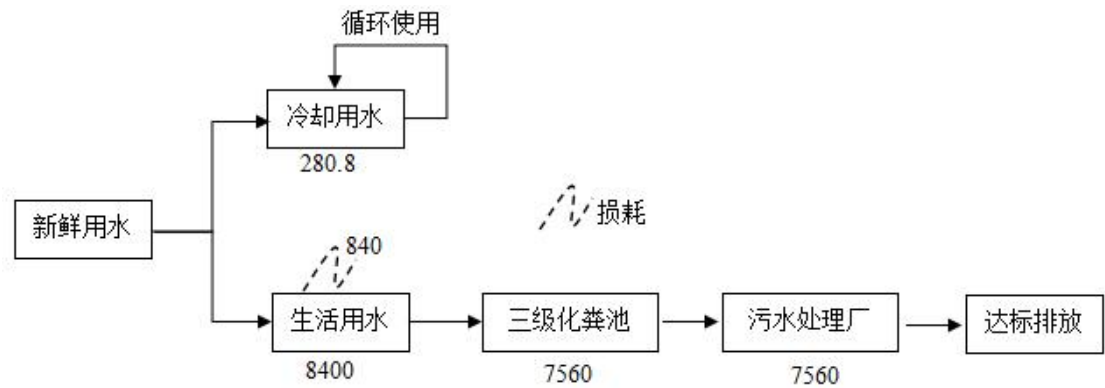 循环使用
冷却用水
280.8
新鲜用水
损耗
840
生活用水
三级化粪池
污水处理厂
达标排放
8400
7560
7560